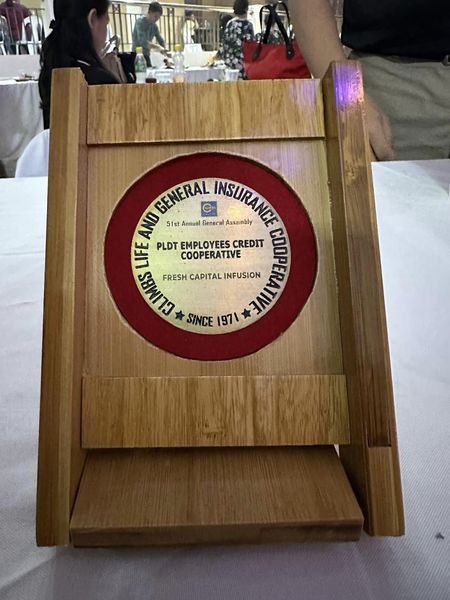 CLIMBS LIFE AND GENERAL INSURANCE COOPERATIVE
51st Annual General Assembly
PLDT EMPLOYEES CREDIT
COOPERATIVE
FRESH CAPITAL INFUSION
★ SINCE 1971 ★